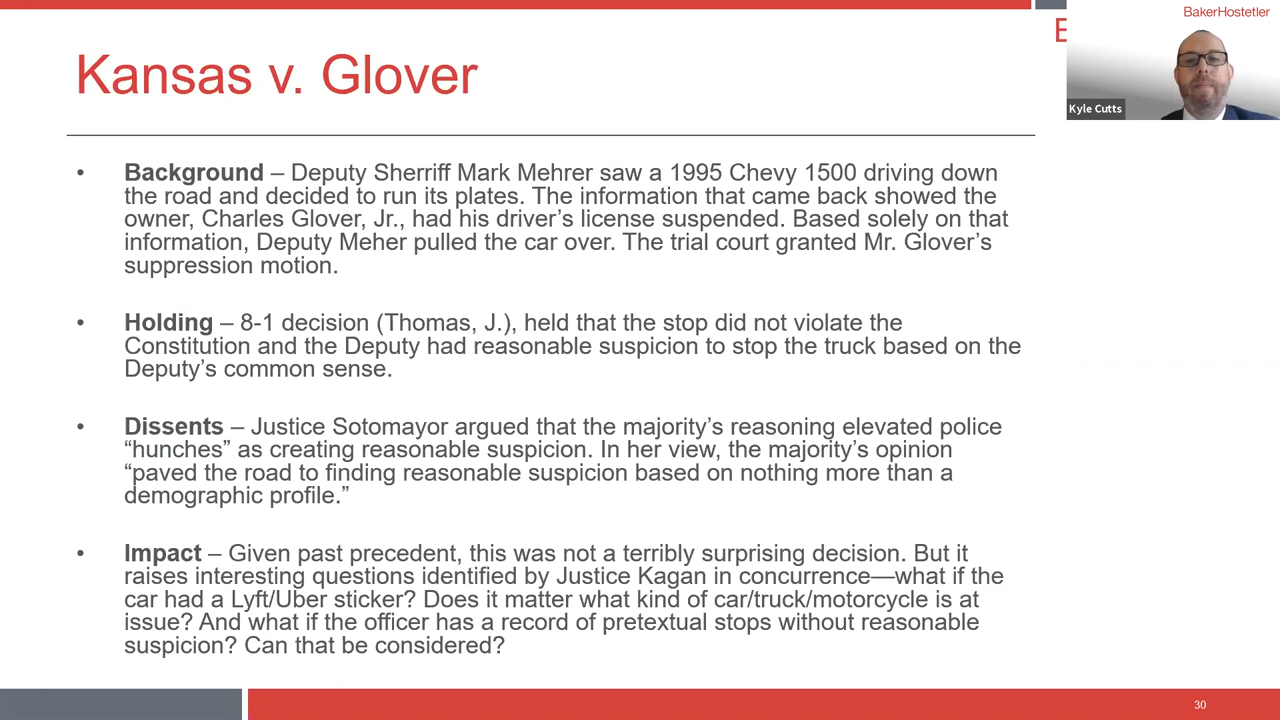 BakerHostetler
Kyle Cutts
Kansas v. Glover
• Background – Deputy Sherriff Mark Mehrer saw a 1995 Chevy 1500 driving down
the road and decided to run its plates. The information that came back showed the
owner, Charles Glover, Jr., had his driver’s license suspended. Based solely on that
information, Deputy Meher pulled the car over. The trial court granted Mr. Glover’s
suppression motion.
• Holding – 8-1 decision (Thomas, J.), held that the stop did not violate the
Constitution and the Deputy had reasonable suspicion to stop the truck based on the
Deputy’s common sense.
• Dissents – Justice Sotomayor argued that the majority’s reasoning elevated police
“hunches” as creating reasonable suspicion. In her view, the majority’s opinion
“paved the road to finding reasonable suspicion based on nothing more than a
demographic profile.”
• Impact – Given past precedent, this was not a terribly surprising decision. But it
raises interesting questions identified by Justice Kagan in concurrence—what if the
car had a Lyft/Uber sticker? Does it matter what kind of car/truck/motorcycle is at
issue? And what if the officer has a record of pretextual stops without reasonable
suspicion? Can that be considered?
30